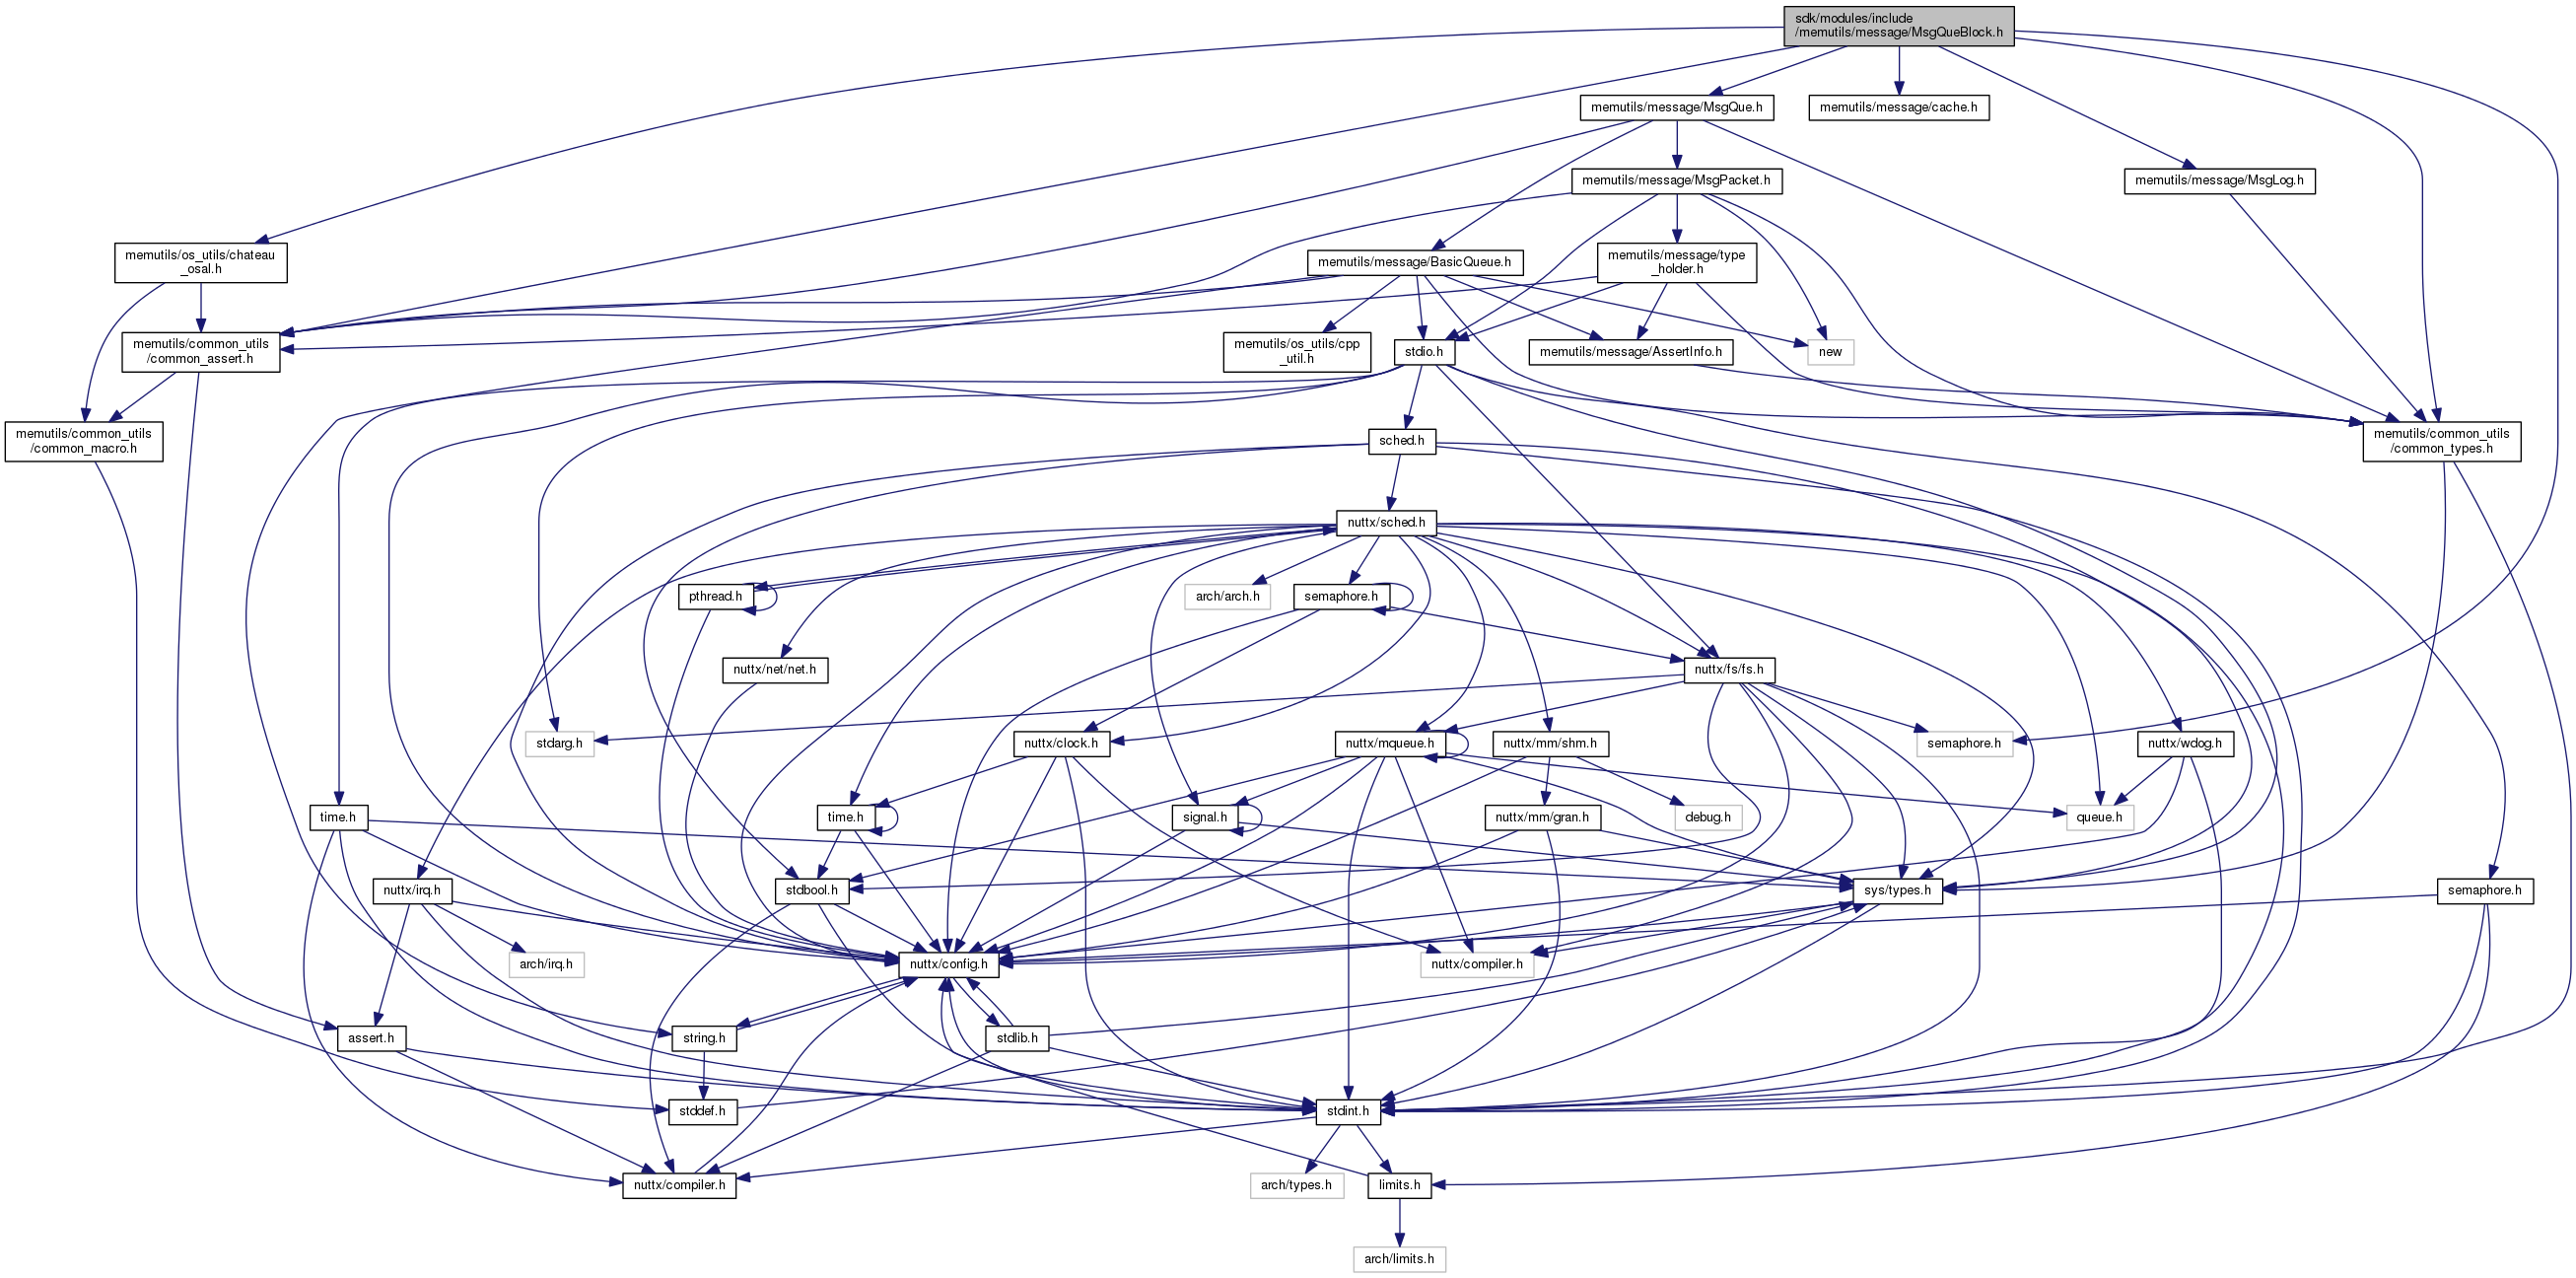 sdk/modules/include
/memutils/message/MsgQueBlock.h
memutils/message/MsgQue.h
memutils/message/cache.h
memutils/message/MsgPacket.h
memutils/message/MsgLog.h
memutils/os_utils/chateau
_osal.h
memutils/message/BasicQueue.h
memutils/message/type
_holder.h
memutils/common_utils
/common_assert.h
memutils/os_utils/cpp
_util.h
stdio.h
memutils/message/AssertInfo.h
new
memutils/common_utils
/common_macro.h
sched.h
memutils/common_utils
/common_types.h
nuttx/sched.h
pthread.h
arch/arch.h
semaphore.h
nuttx/net/net.h
nuttx/fs/fs.h
stdarg.h
nuttx/clock.h
nuttx/mqueue.h
nuttx/mm/shm.h
semaphore.h
nuttx/wdog.h
time.h
time.h
signal.h
nuttx/mm/gran.h
debug.h
queue.h
nuttx/irq.h
stdbool.h
sys/types.h
semaphore.h
arch/irq.h
nuttx/config.h
nuttx/compiler.h
assert.h
string.h
stdlib.h
stddef.h
stdint.h
nuttx/compiler.h
arch/types.h
limits.h
arch/limits.h